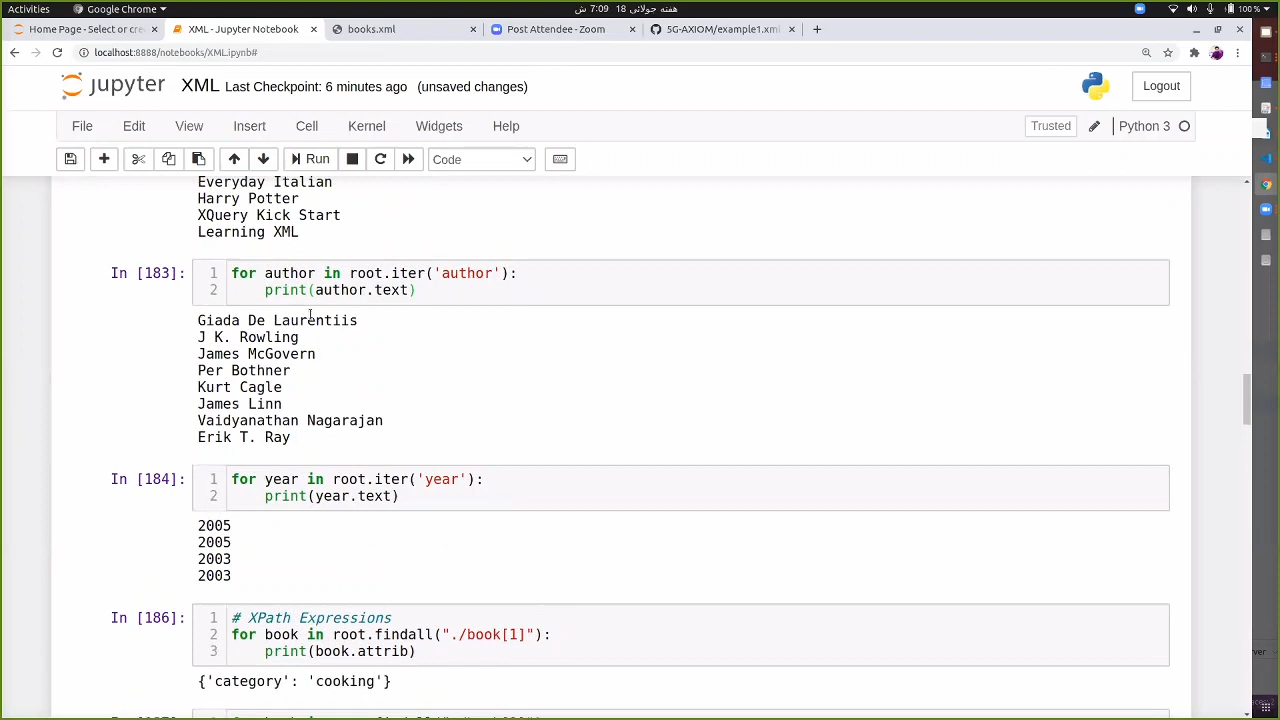 Activities Google Chrome هفته جولائی 18 7:09 ش 100 %
Home Page - Select or cre XML - Jupyter Notebook books.xml Post Attendee - Zoom 5G-AXIOM/example1.xml
localhost:8888/notebooks/XML.ipynb#
jupyter XML Last Checkpoint: 6 minutes ago (unsaved changes) Logout
File Edit View Insert Cell Kernel Widgets Help Trusted Python 3
Run Code
Everyday Italian
Harry Potter
XQuery Kick Start
Learning XML
In [183]: 1 for author in root.iter('author'):
2 print(author.text)
Giada De Laurentiis
J K. Rowling
James McGovern
Per Bothner
Kurt Cagle
James Linn
Vaidyanathan Nagarajan
Erik T. Ray
In [184]: 1 for year in root.iter('year'):
2 print(year.text)
2005
2005
2003
2003
In [186]: 1 # XPath Expressions
2 for book in root.findall("./book[1]"):
3 print(book.attrib)
{'category': 'cooking'}